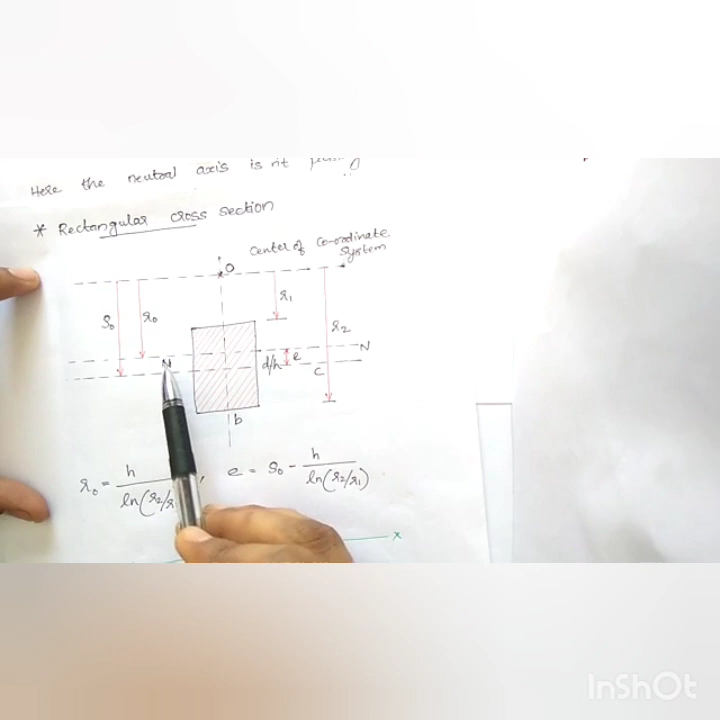 Here the neutral axis is nt
* Rectangular cross section
Center of Co-ordinate
System
O
r1
S0
r0
r2
N
N
e
d/h
C
b
r0 = h / ln(r2/r
, e = S0 - h / ln(r2/r1)
x
InShOt